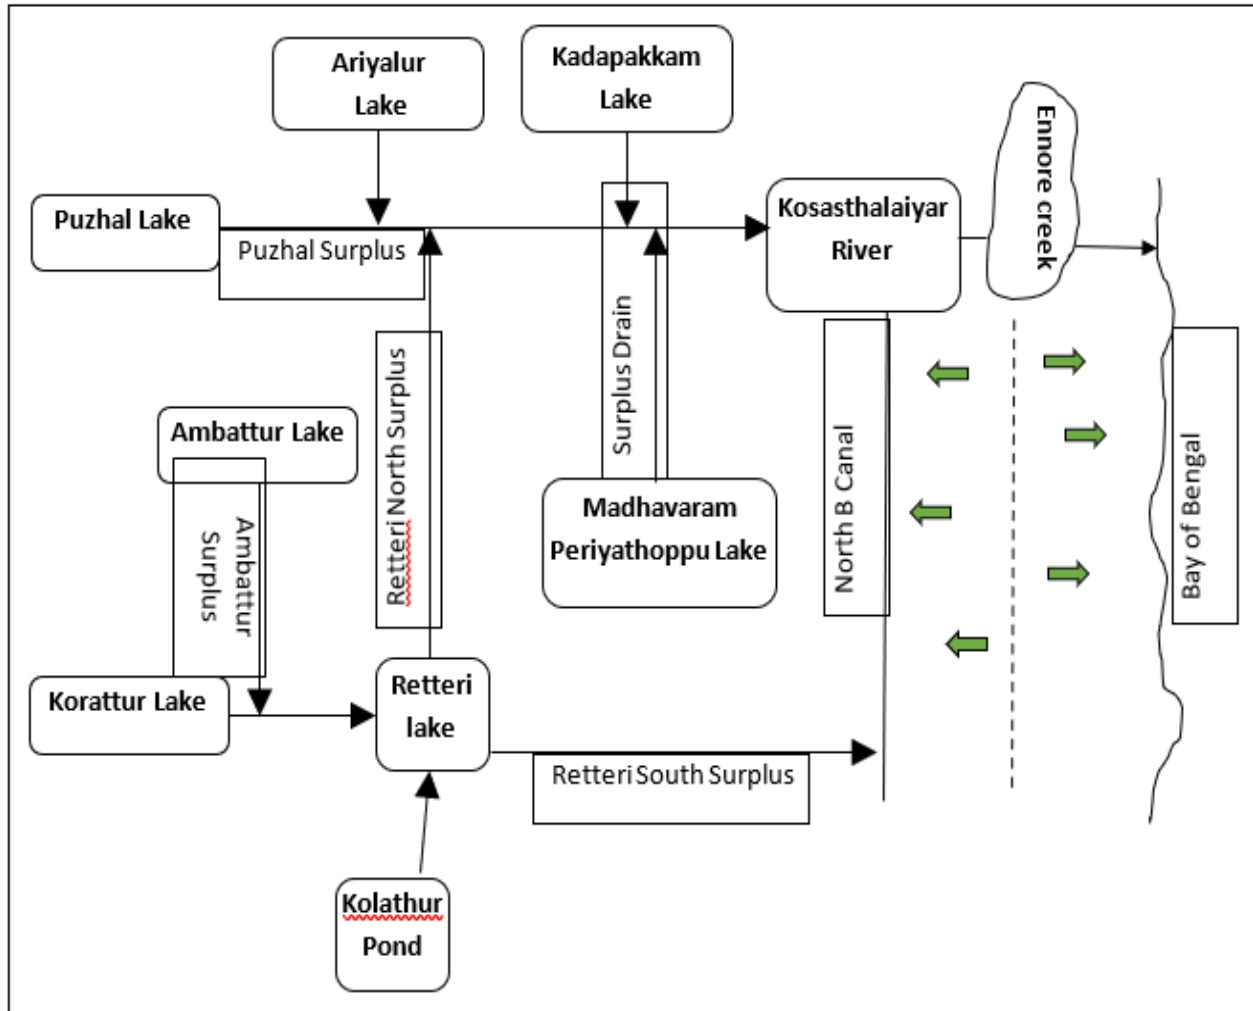 Ariyalur
Lake
Kadapakkam
Lake
Ennore creek
Puzhal Lake
Puzhal Surplus
Kosasthalaiyar
River
Surplus Drain
Retteri North Surplus
North B Canal
Bay of Bengal
Ambattur Lake
Ambattur
Surplus
Madhavaram
Periyathoppu Lake
Korattur Lake
Retteri
lake
Retteri South Surplus
Kolathur
Pond